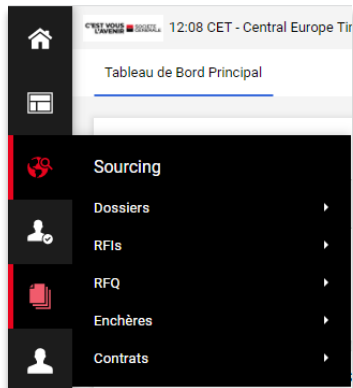 C'EST VOUS
L'AVENIR
SOCIETE
GENERALE
12:08 CET - Central Europe Tir
Tableau de Bord Principal
Sourcing
Dossiers
RFIs
RFQ
Enchères
Contrats